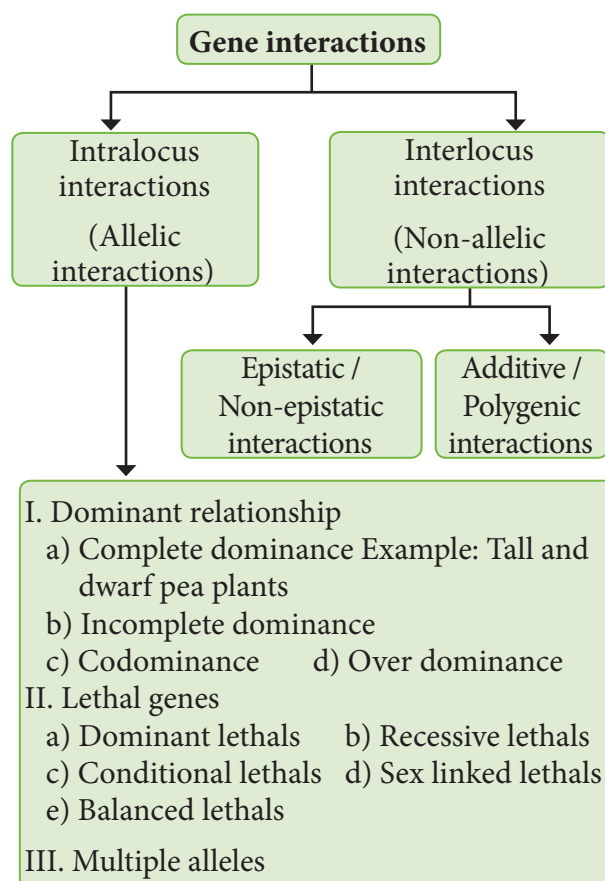 Gene interactions
Intralocus
interactions
(Allelic
interactions)
Interlocus
interactions
(Non-allelic
interactions)
Epistatic /
Non-epistatic
interactions
Additive /
Polygenic
interactions
I. Dominant relationship
a) Complete dominance Example: Tall and
dwarf pea plants
b) Incomplete dominance
c) Codominance d) Over dominance
II. Lethal genes
a) Dominant lethals b) Recessive lethals
c) Conditional lethals d) Sex linked lethals
e) Balanced lethals
III. Multiple alleles